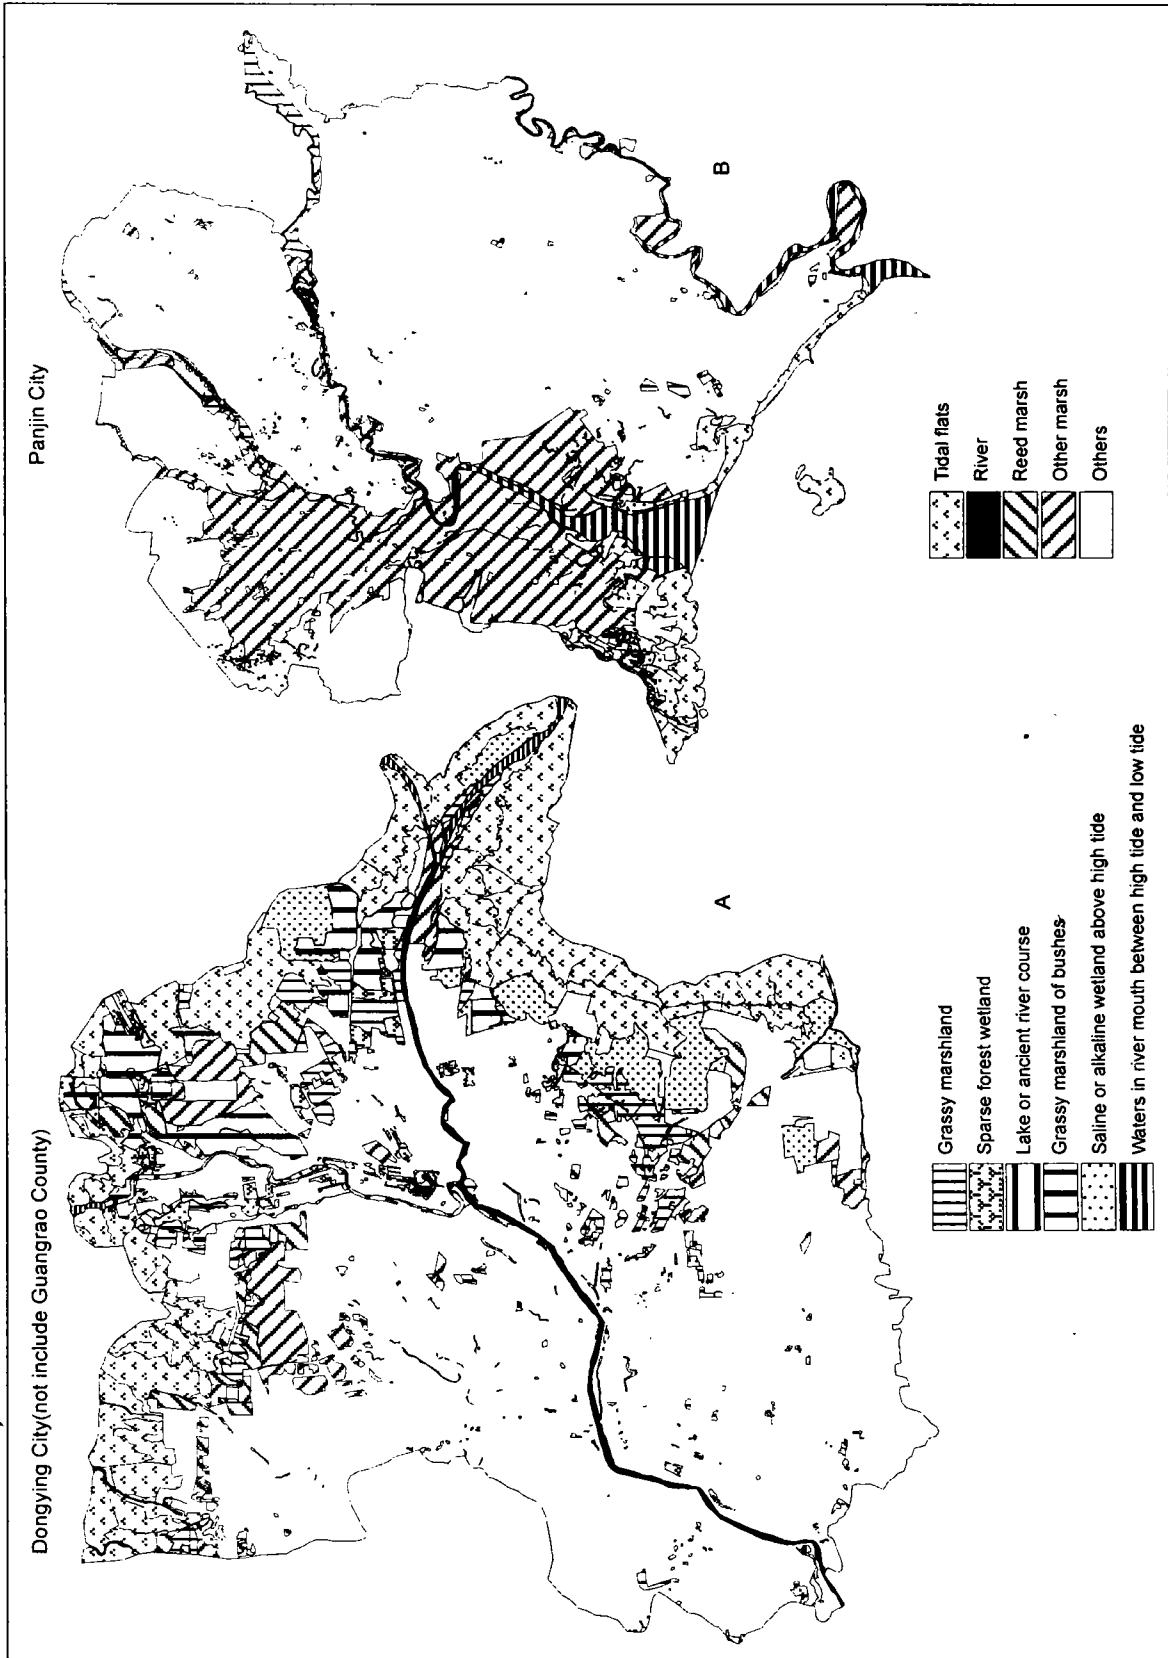 Dongying City(not include Guangrao County)
Panjin City
A
B
Grassy marshland
Sparse forest wetland
Lake or ancient river course
Grassy marshland of bushes
Saline or alkaline wetland above high tide
Waters in river mouth between high tide and low tide
Tidal flats
River
Reed marsh
Other marsh
Others